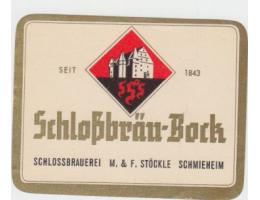 SEIT 1843
SSS
Schloßbräu-Bock
SCHLOSSBRAUEREI M. & F. STÖCKLE SCHMIEHEIM